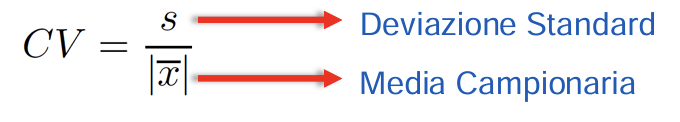 CV = s / |x̅|
Deviazione Standard
Media Campionaria